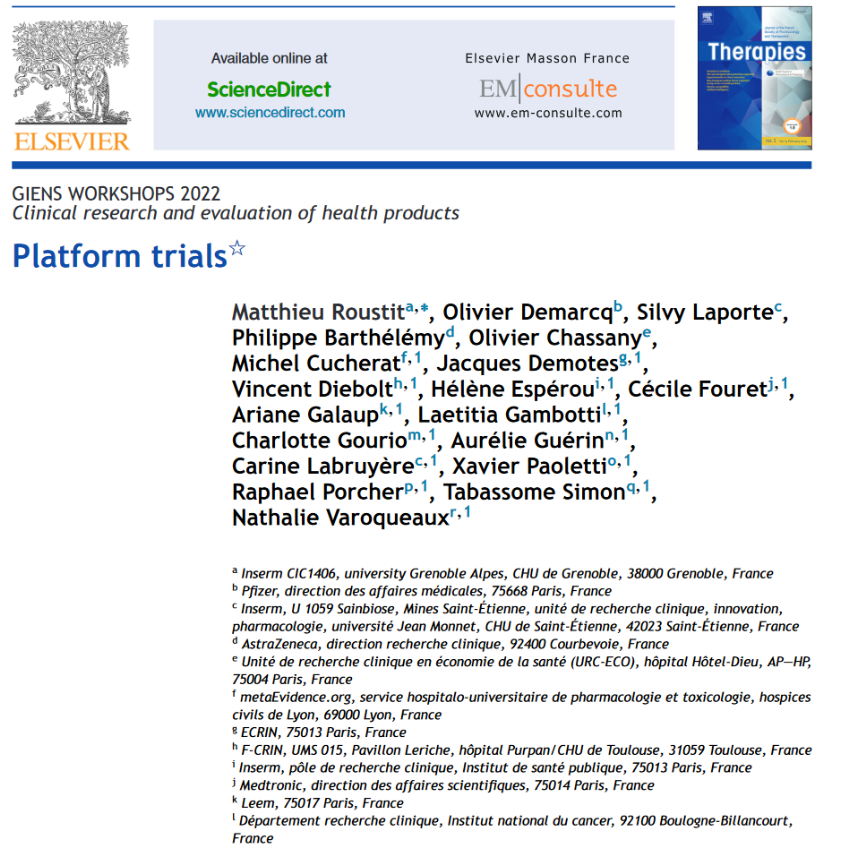 Available online at
ScienceDirect
www.sciencedirect.com
Elsevier Masson France
EM|consulte
www.em-consulte.com
ELSEVIER
Therapies
GIENS WORKSHOPS 2022
Clinical research and evaluation of health products
Platform trials☆
Matthieu Roustit a,*, Olivier Demarcq b, Silvy Laporte c,
Philippe Barthélémy d, Olivier Chassany e,
Michel Cucherat f,1, Jacques Demotes g,1,
Vincent Diebolt h,1, Hélène Espérou i,1, Cécile Fouret j,1,
Ariane Galaup k,1, Laetitia Gambotti l,1,
Charlotte Gourio m,1, Aurélie Guérin n,1,
Carine Labruyère c,1, Xavier Paoletti o,1,
Raphael Porcher p,1, Tabassome Simon q,1,
Nathalie Varoqueaux r,1
a Inserm CIC1406, university Grenoble Alpes, CHU de Grenoble, 38000 Grenoble, France
b Pfizer, direction des affaires médicales, 75668 Paris, France
c Inserm, U 1059 Sainbiose, Mines Saint-Étienne, unité de recherche clinique, innovation,
pharmacologie, université Jean Monnet, CHU de Saint-Étienne, 42023 Saint-Étienne, France
d AstraZeneca, direction recherche clinique, 92400 Courbevoie, France
e Unité de recherche clinique en économie de la santé (URC-ECO), hôpital Hôtel-Dieu, AP–HP,
75004 Paris, France
f metaEvidence.org, service hospitalo-universitaire de pharmacologie et toxicologie, hospices
civils de Lyon, 69000 Lyon, France
g ECRIN, 75013 Paris, France
h F-CRIN, UMS 015, Pavillon Leriche, hôpital Purpan/CHU de Toulouse, 31059 Toulouse, France
i Inserm, pôle de recherche clinique, Institut de santé publique, 75013 Paris, France
j Medtronic, direction des affaires scientifiques, 75014 Paris, France
k Leem, 75017 Paris, France
l Département recherche clinique, Institut national du cancer, 92100 Boulogne-Billancourt,
France